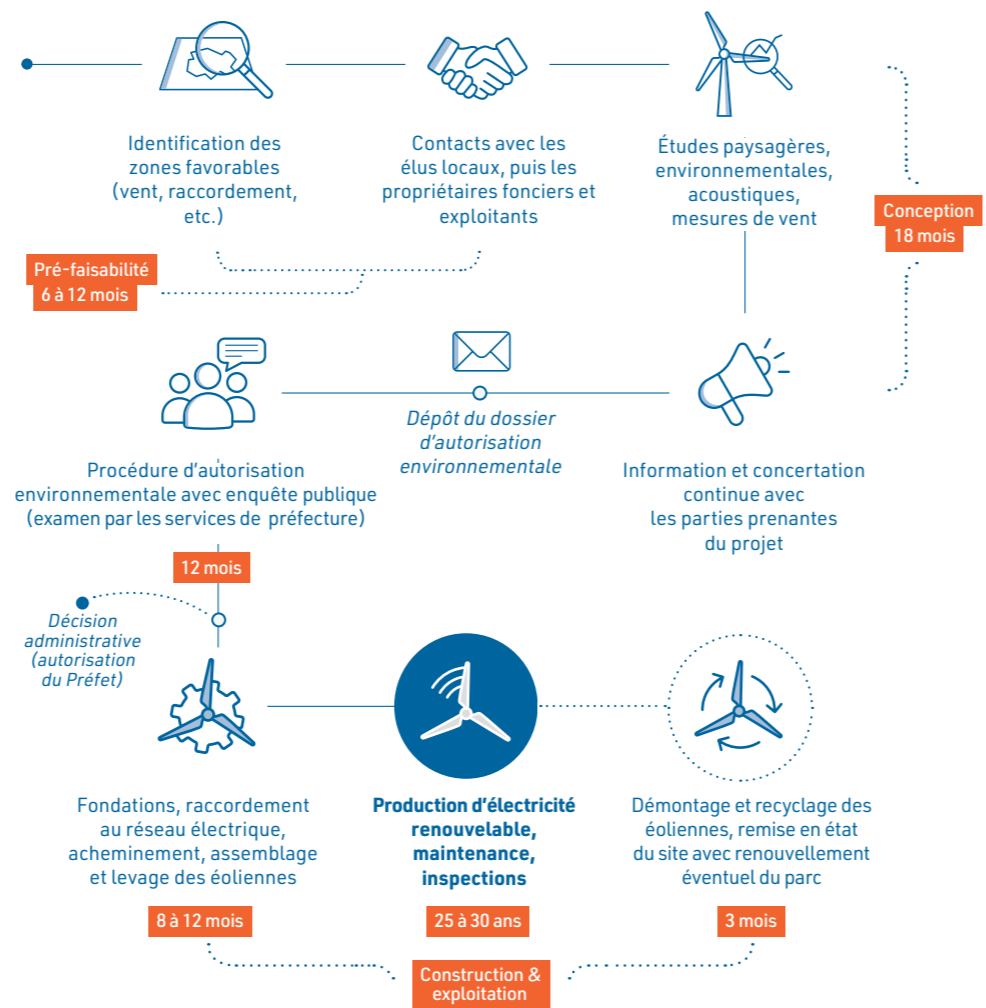 Identification des
zones favorables
(vent, raccordement,
etc.)
Contacts avec les
élus locaux, puis les
propriétaires fonciers et
exploitants
Études paysagères,
environnementales,
acoustiques,
mesures de vent
Conception
18 mois
Pré-faisabilité
6 à 12 mois
Procédure d'autorisation
environnementale avec enquête publique
(examen par les services de préfecture)
Dépôt du dossier
d'autorisation
environnementale
Information et concertation
continue avec
les parties prenantes
du projet
12 mois
Décision
administrative
(autorisation
du Préfet)
Fondations, raccordement
au réseau électrique,
acheminement, assemblage
et levage des éoliennes
8 à 12 mois
Production d'électricité
renouvelable,
maintenance,
inspections
25 à 30 ans
Démontage et recyclage des
éoliennes, remise en état
du site avec renouvellement
éventuel du parc
3 mois
Construction &
exploitation